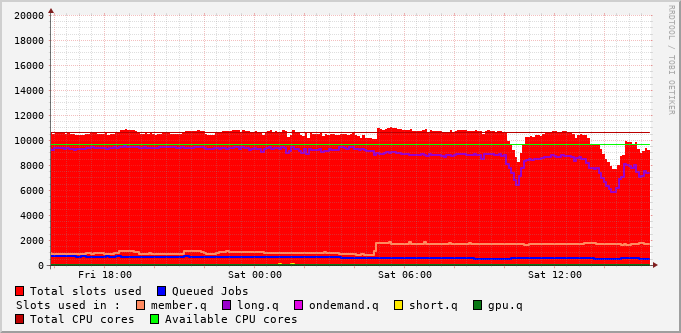 20000
18000
16000
14000
12000
10000
8000
6000
4000
2000
0
Fri 18:00 Sat 00:00 Sat 06:00 Sat 12:00
Total slots used Queued Jobs
Slots used in : member.q long.q ondemand.q short.q gpu.q
Total CPU cores Available CPU cores
RRDTOOL / TOBI OETIKER